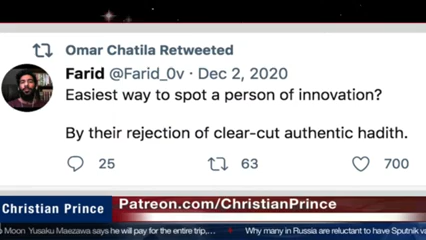 Omar Chatila Retweeted
Farid @Farid_0v · Dec 2, 2020
Easiest way to spot a person of innovation?
By their rejection of clear-cut authentic hadith.
25 63 700
Christian Prince Patreon.com/ChristianPrince
o Moon Yusaku Maezawa says he will pay for the entire trip,... Why many in Russia are reluctant to have Sputnik va